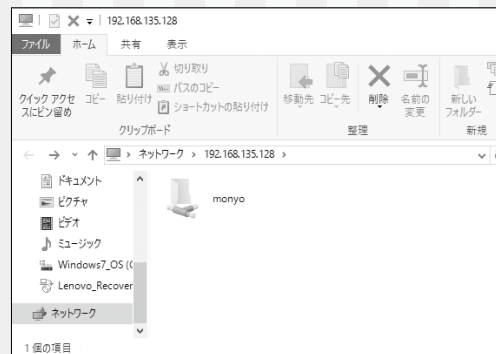 192.168.135.128
ファイル ホーム 共有 表示
クイック アクセスにピン留め
コピー
貼り付け
切り取り
パスのコピー
ショートカットの貼り付け
移動先
コピー先
削除
名前の変更
新しいフォルダー
クリップボード 整理 新規
ネットワーク 192.168.135.128
ドキュメント
ピクチャ
ビデオ
ミュージック
Windows7_OS (C
Lenovo_Recover
ネットワーク
monyo
1 個の項目